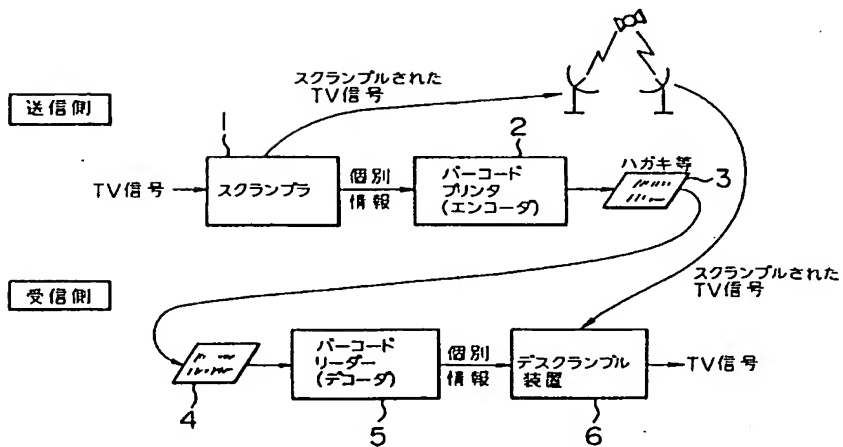 スクランブルされた
TV信号
送信側
1
2
ハガキ等
3
TV信号
スクランブラ
個別
情報
バーコード
プリンタ
(エンコーダ)
スクランブルされた
TV信号
受信側
バーコード
リーダー
(デコーダ)
個別
情報
デスクランブル
装置
TV信号
4
5
6